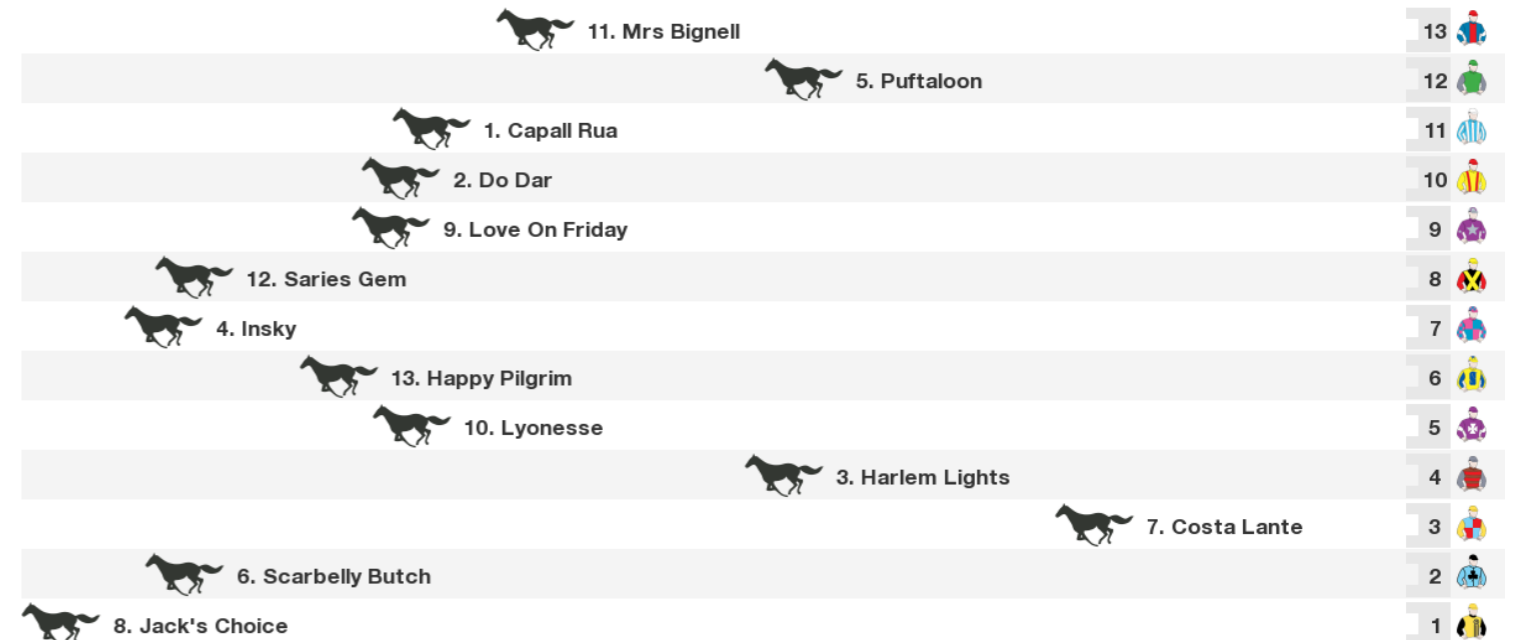 11. Mrs Bignell 13
5. Puftaloon 12
1. Capall Rua 11
2. Do Dar 10
9. Love On Friday 9
12. Saries Gem 8
4. Insky 7
13. Happy Pilgrim 6
10. Lyonesse 5
3. Harlem Lights 4
7. Costa Lante 3
6. Scarbelly Butch 2
8. Jack's Choice 1